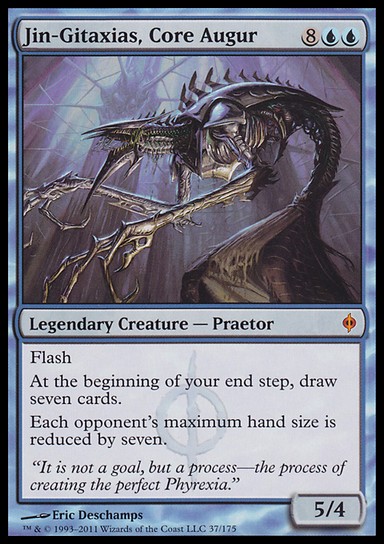 Jin-Gitaxias, Core Augur 8
Legendary Creature — Praetor
Flash
At the beginning of your end step, draw
seven cards.
Each opponent's maximum hand size is
reduced by seven.
“It is not a goal, but a process—the process of
creating the perfect Phyrexia.”
Eric Deschamps
5/4
™ & © 1993–2011 Wizards of the Coast LLC 37/175